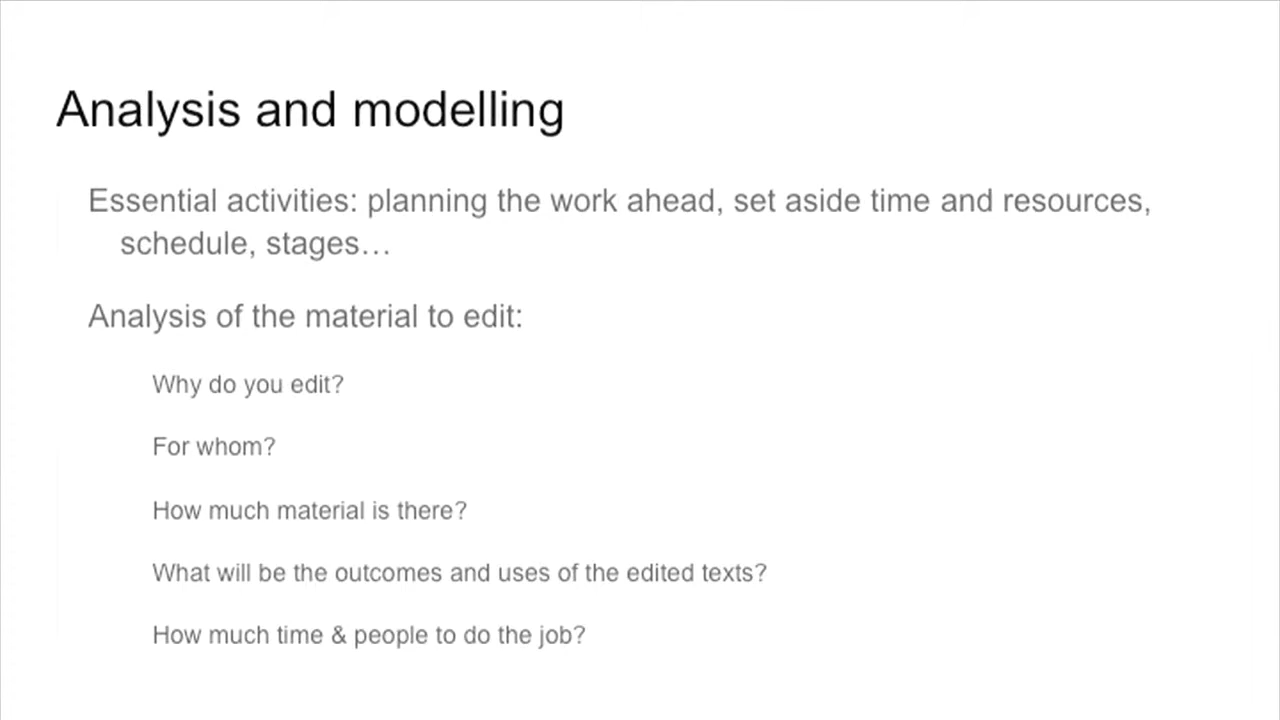 Analysis and modelling
Essential activities: planning the work ahead, set aside time and resources,
schedule, stages…
Analysis of the material to edit:
Why do you edit?
For whom?
How much material is there?
What will be the outcomes and uses of the edited texts?
How much time & people to do the job?